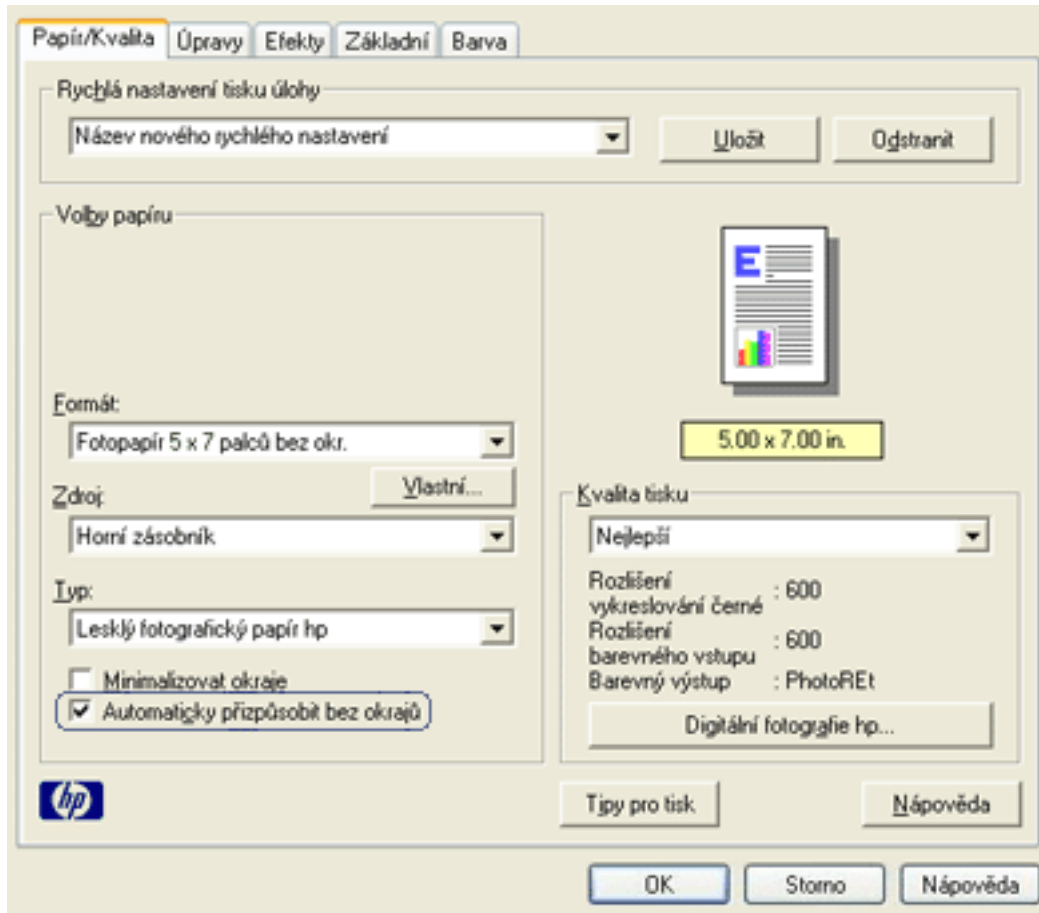 Papír/Kvalita Úpravy Efekty Základní Barva
Rychlá nastavení tisku úlohy
Název nového rychlého nastavení
Uložit Odstranit
Volby papíru
E
Formát:
Fotopapír 5 x 7 palců bez okr.
5.00 x 7.00 in.
Vlastní...
Zdroj:
Horní zásobník
Typ:
Lesklý fotografický papír hp
Minimalizovat okraje
Automaticky přizpůsobit bez okrajů
Kvalita tisku
Nejlepší
Rozlišení
vykreslování černé : 600
Rozlišení
barevného vstupu : 600
Barevný výstup : PhotoREt
Digitální fotografie hp...
hp
Tipy pro tisk Nápověda
OK Storno Nápověda